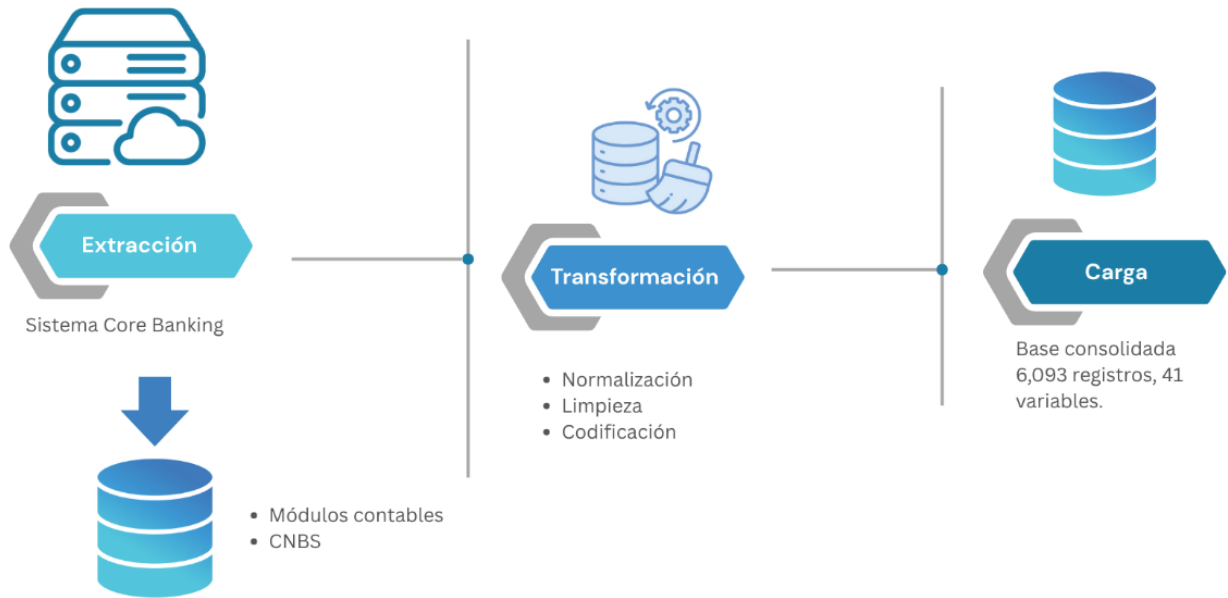 Extracción
Sistema Core Banking
• Módulos contables
• CNBS
Transformación
• Normalización
• Limpieza
• Codificación
Carga
Base consolidada
6,093 registros, 41
variables.